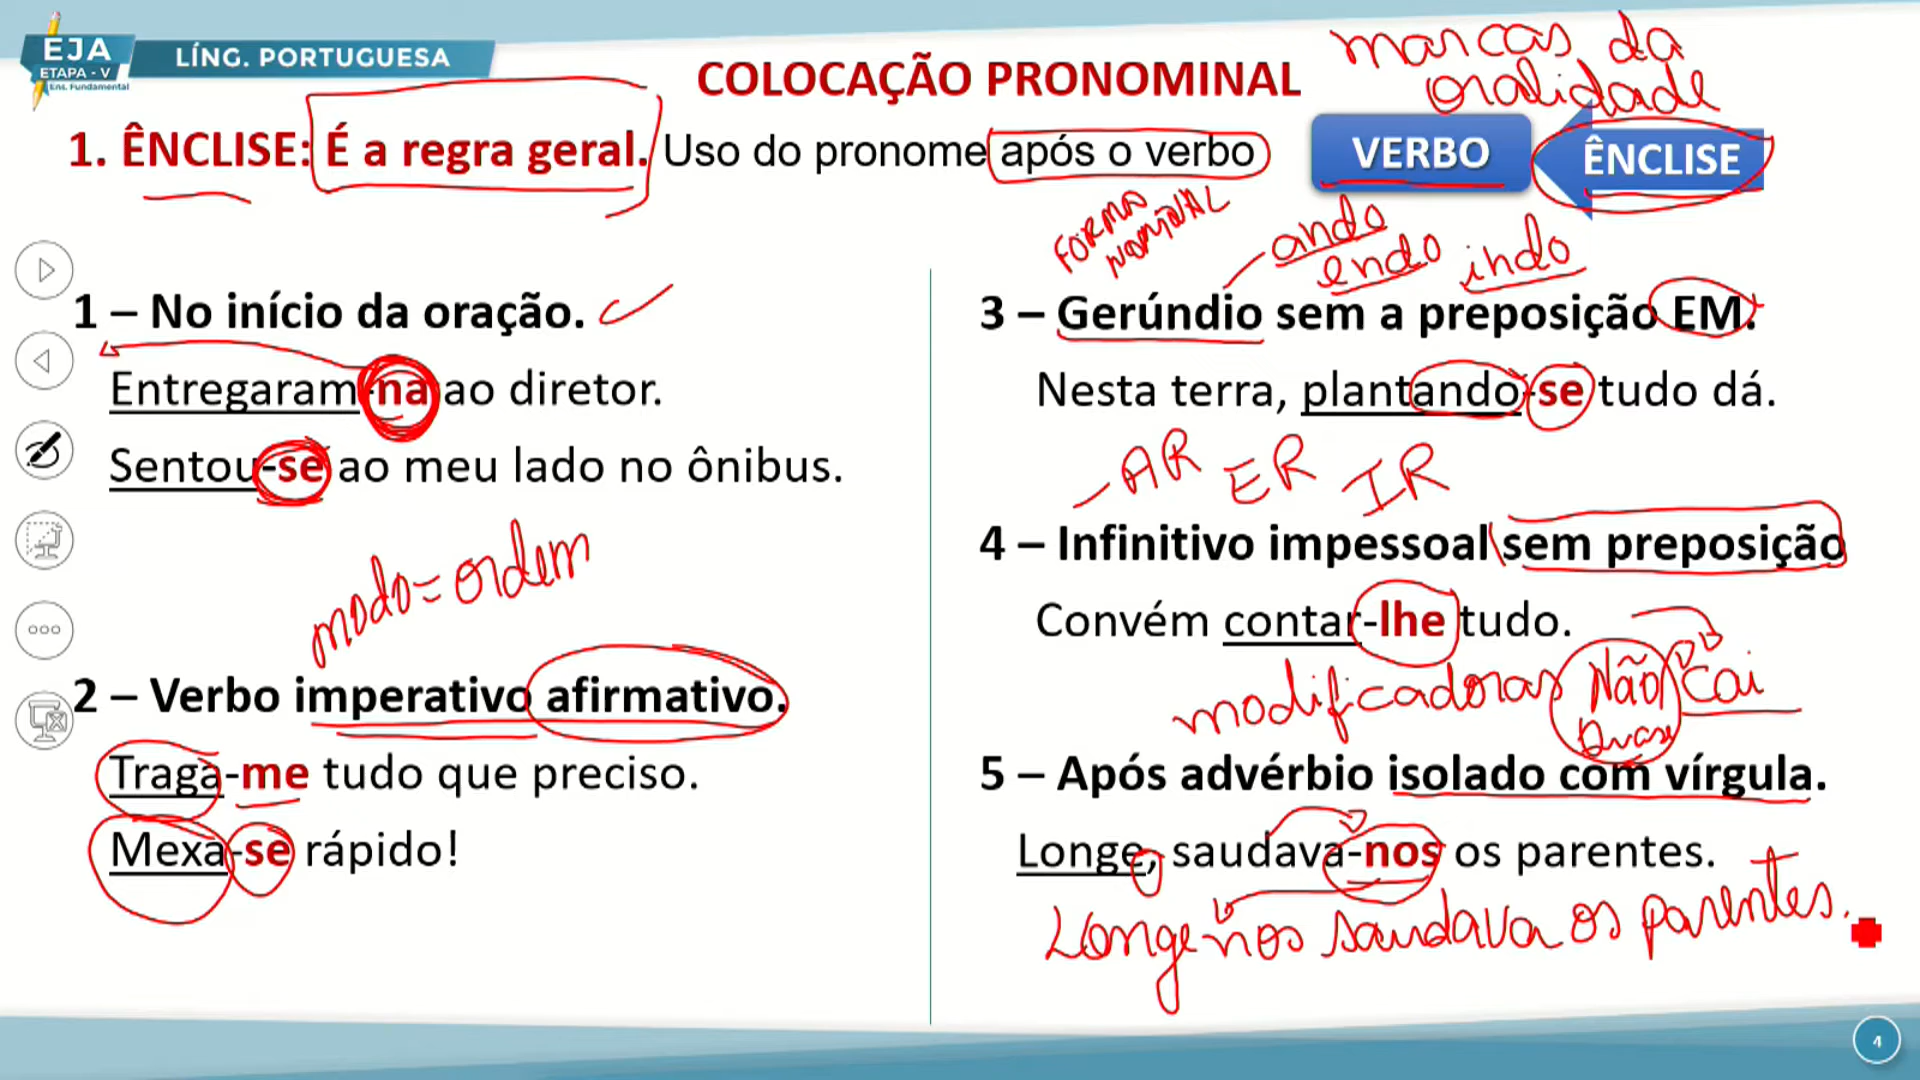 EJA
ETAPA - V
Ens. Fundamental
LÍNG. PORTUGUESA
COLOCAÇÃO PRONOMINAL
marcas da
oralidade
1. ÊNCLISE: É a regra geral. Uso do pronome após o verbo
VERBO
ÊNCLISE
FORMA
NOMINAL
ando
endo
indo
1 – No início da oração.
Entregaram-na ao diretor.
Sentou-se ao meu lado no ônibus.
modo = ordem
2 – Verbo imperativo afirmativo.
Traga-me tudo que preciso.
Mexa-se rápido!
3 – Gerúndio sem a preposição EM.
Nesta terra, plantando-se tudo dá.
- AR ER IR
4 – Infinitivo impessoal sem preposição
Convém contar-lhe tudo.
modificadoras Não Cai
Quase
5 – Após advérbio isolado com vírgula.
Longe, saudava-nos os parentes.
Longe nos saudava os parentes.
4